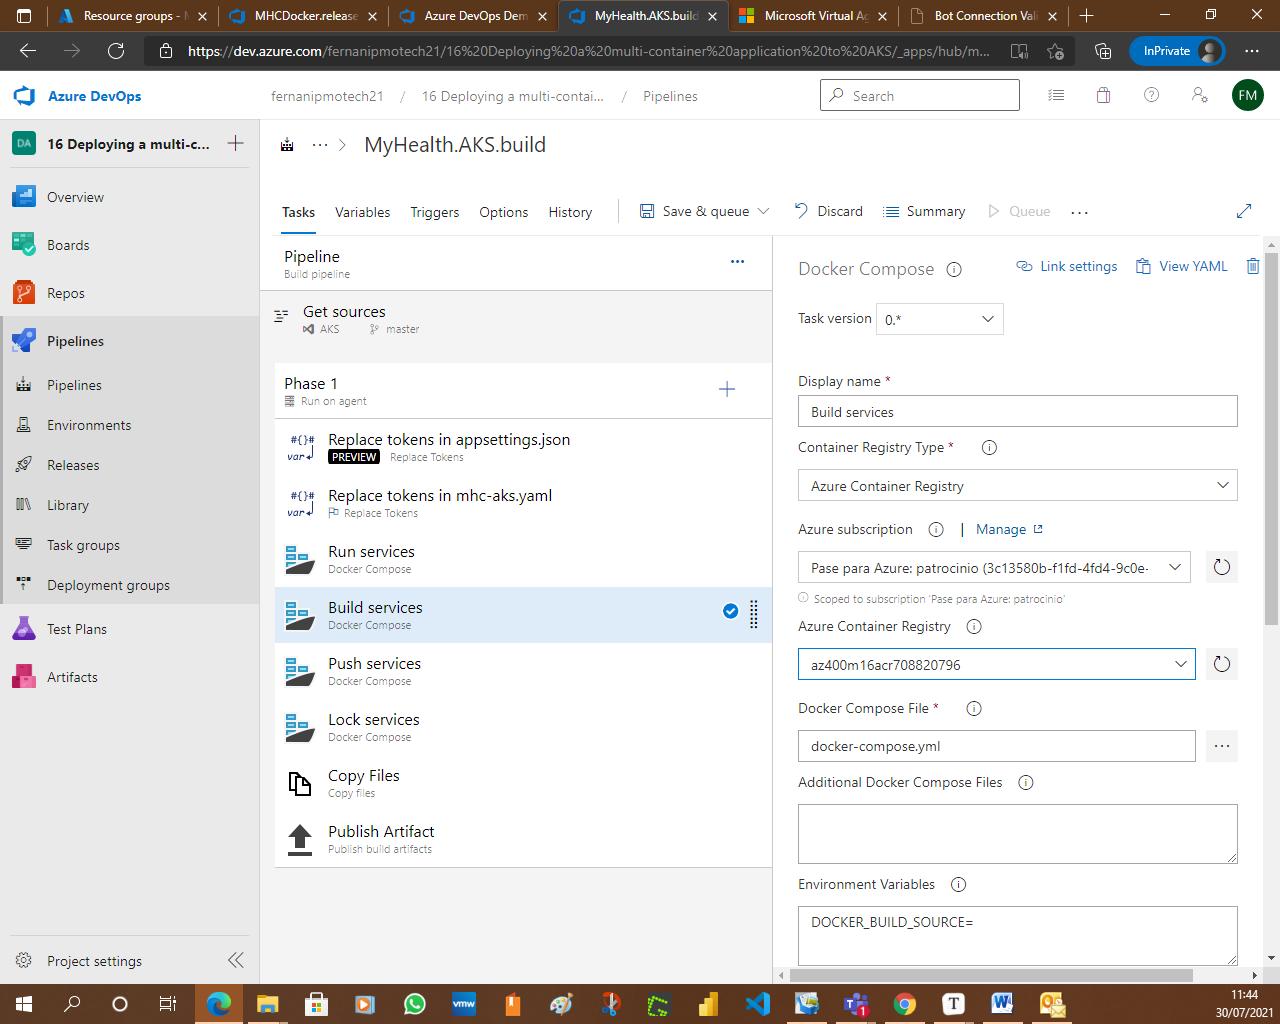 Resource groups - M
MHCDocker.release
Azure DevOps Dem
MyHealth.AKS.build
Microsoft Virtual Ag
Bot Connection Vali
https://dev.azure.com/fernanipmotech21/16%20Deploying%20a%20multi-container%20application%20to%20AKS/_apps/hub/m...
InPrivate
Azure DevOps
fernanipmotech21 / 16 Deploying a multi-contai... / Pipelines
Search
FM
DA 16 Deploying a multi-c...
Overview
Boards
Repos
Pipelines
Pipelines
Environments
Releases
Library
Task groups
Deployment groups
Test Plans
Artifacts
Project settings
MyHealth.AKS.build
Tasks Variables Triggers Options History Save & queue Discard Summary Queue
Pipeline
Build pipeline
Get sources
AKS master
Phase 1
Run on agent
Replace tokens in appsettings.json
PREVIEW Replace Tokens
Replace tokens in mhc-aks.yaml
Replace Tokens
Run services
Docker Compose
Build services
Docker Compose
Push services
Docker Compose
Lock services
Docker Compose
Copy Files
Copy files
Publish Artifact
Publish build artifacts
Docker Compose Link settings View YAML
Task version 0.*
Display name *
Build services
Container Registry Type *
Azure Container Registry
Azure subscription | Manage
Pase para Azure: patrocinio (3c13580b-f1fd-4fd4-9c0e-
Scoped to subscription 'Pase para Azure: patrocinio'
Azure Container Registry
az400m16acr708820796
Docker Compose File *
docker-compose.yml
Additional Docker Compose Files
Environment Variables
DOCKER_BUILD_SOURCE=
#{}#
var
#{}#
var
vmw
1
T
11:44
30/07/2021